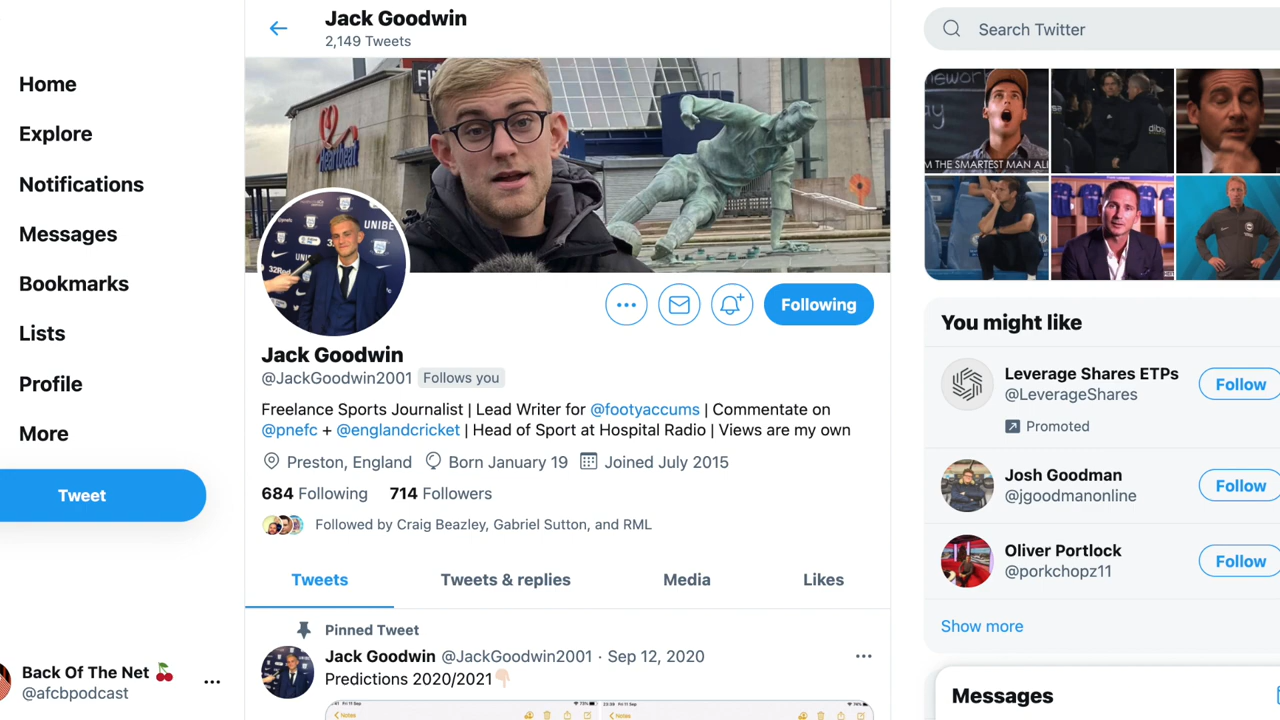 Home
Explore
Notifications
Messages
Bookmarks
Lists
Profile
More
Tweet
Back Of The Net
@afcbpodcast
Jack Goodwin
2,149 Tweets
Heartbeat
UNIBE
32Red
Following
Jack Goodwin
@JackGoodwin2001 Follows you
Freelance Sports Journalist | Lead Writer for @footyaccums | Commentate on
@pnefc + @englandcricket | Head of Sport at Hospital Radio | Views are my own
Preston, England Born January 19 Joined July 2015
684 Following 714 Followers
Followed by Craig Beazley, Gabriel Sutton, and RML
Tweets Tweets & replies Media Likes
Pinned Tweet
Jack Goodwin @JackGoodwin2001 · Sep 12, 2020
Predictions 2020/2021
Notes
Notes
Search Twitter
M THE SMARTEST MAN ALI
You might like
Leverage Shares ETPs
@LeverageShares
Follow
Promoted
Josh Goodman
@jgoodmanonline
Follow
Oliver Portlock
@porkchopz11
Follow
Show more
Messages